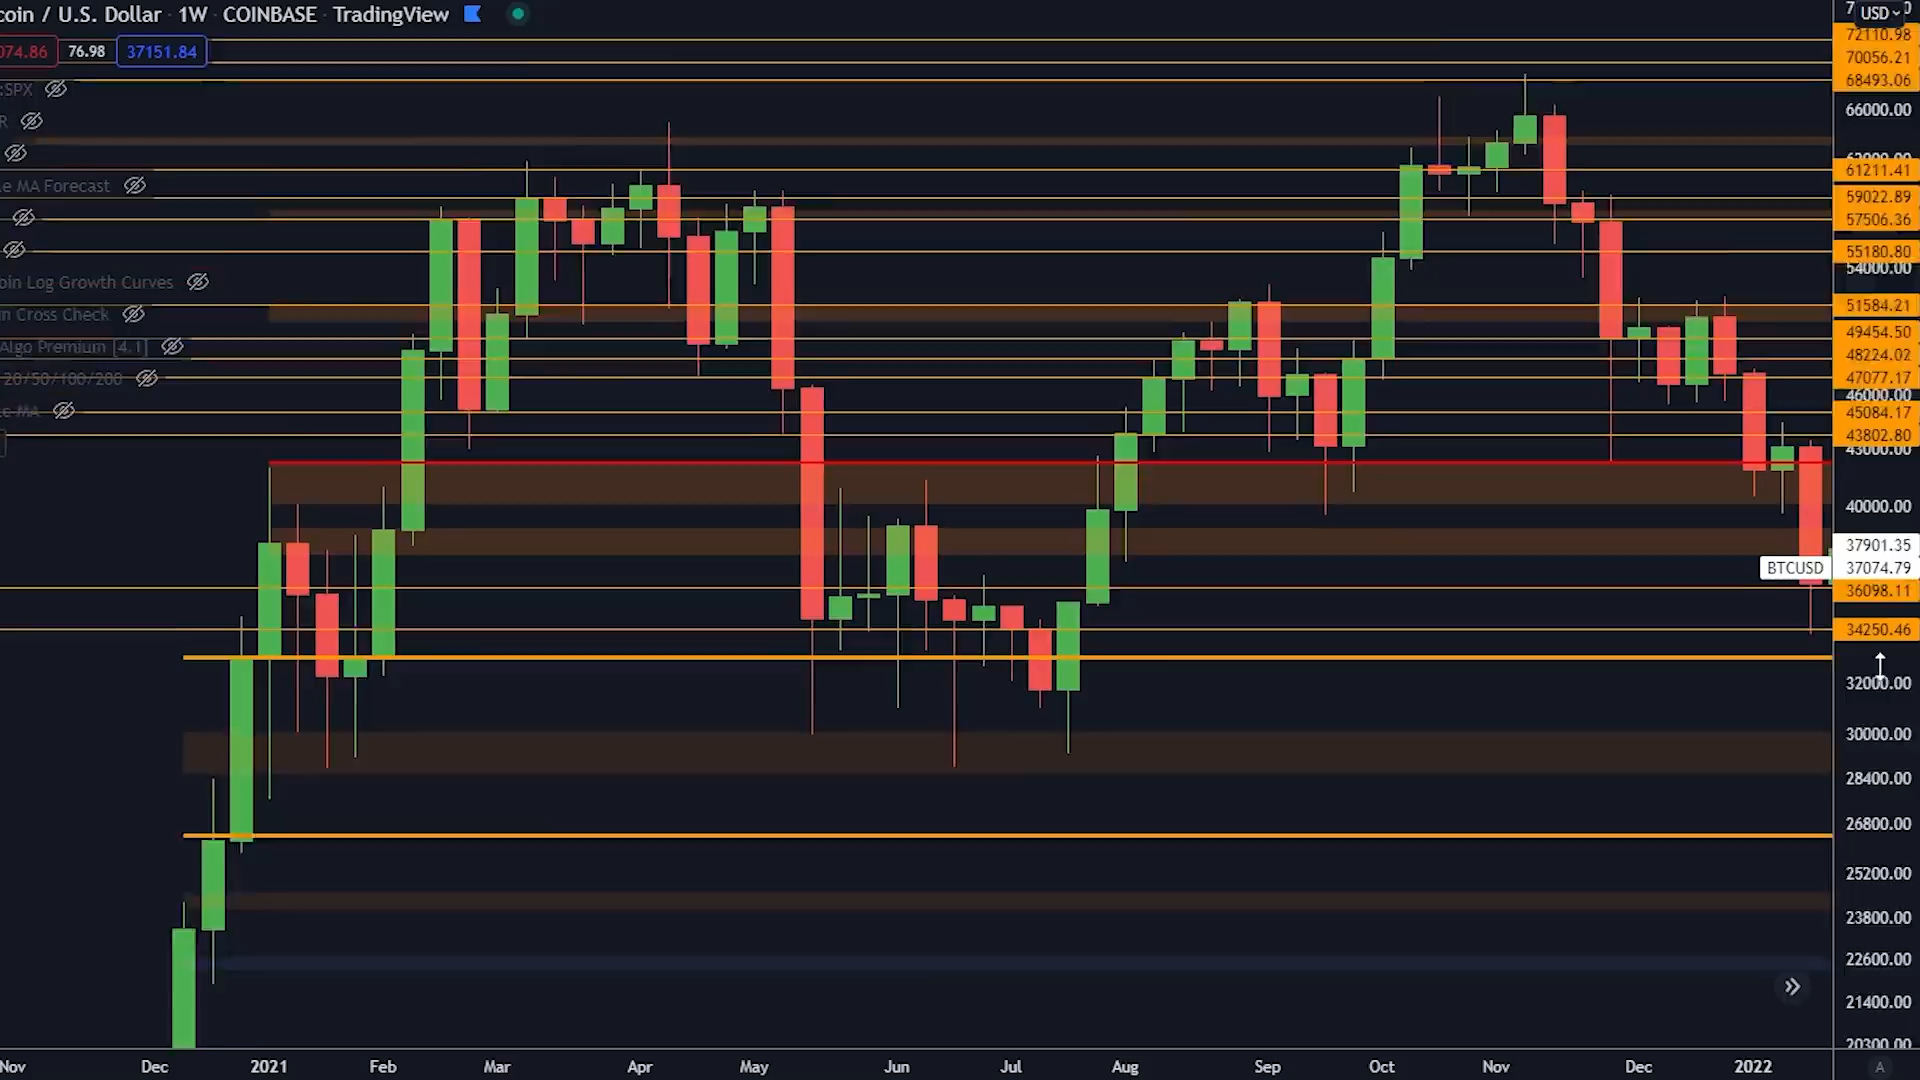 coin / U.S. Dollar · 1W · COINBASE · TradingView
074.86 76.98 37151.84
:SPX
R
le MA Forecast
oin Log Growth Curves
n Cross Check
Algo Premium [4.1]
20/50/100/200
le MA
USD
72110.98
70056.21
68493.06
66000.00
61211.41
59022.89
57506.36
55180.80
54000.00
51584.21
49454.50
48224.02
47077.17
46000.00
45084.17
43802.80
43000.00
40000.00
37901.35
BTCUSD 37074.79
36098.11
34250.46
32000.00
30000.00
28400.00
26800.00
25200.00
23800.00
22600.00
21400.00
20300.00
Nov Dec 2021 Feb Mar Apr May Jun Jul Aug Sep Oct Nov Dec 2022 A